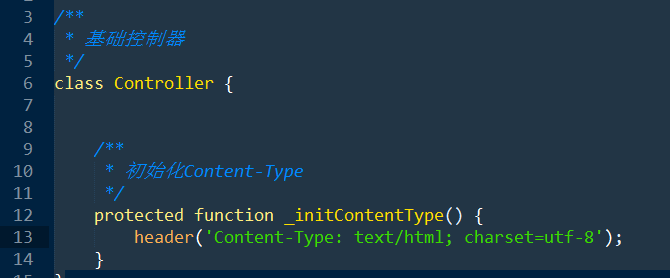 3 /**
4  * 基础控制器
5  */
6 class Controller {
7
8
9     /**
10      * 初始化Content-Type
11      */
12     protected function _initContentType() {
13         header('Content-Type: text/html; charset=utf-8');
14     }